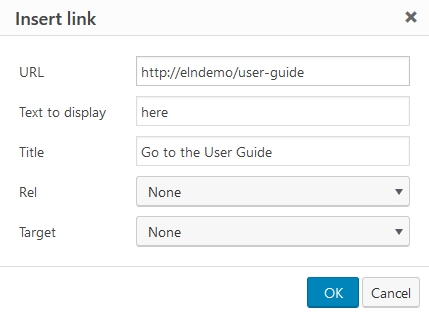 Insert link ×
URL http://elndemo/user-guide
Text to display here
Title Go to the User Guide
Rel None
Target None
OK Cancel